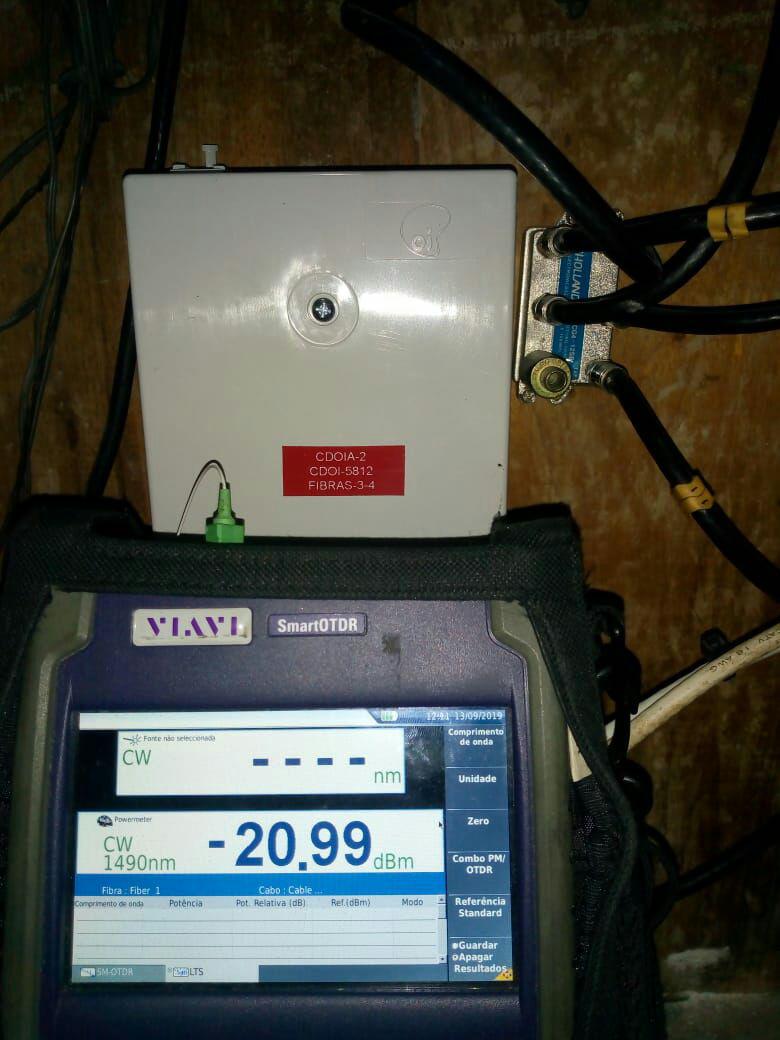 oi
HOLLAND
CDOIA-2
CDOI-5812
FIBRAS-3-4
VIAVI
SmartOTDR
12:11 13/09/2019
Fonte não seleccionada
CW
- - - - nm
Powermeter
CW
1490nm
-20.99 dBm
Fibra : Fiber 1 Cabo : Cable ...
Comprimento de onda Potência Pot. Relativa (dB) Ref.(dBm) Modo
SM-OTDR
LTS
Comprimento
de onda
Unidade
Zero
Combo PM/
OTDR
Referência
Standard
Guardar
Apagar
Resultados
18 AWG